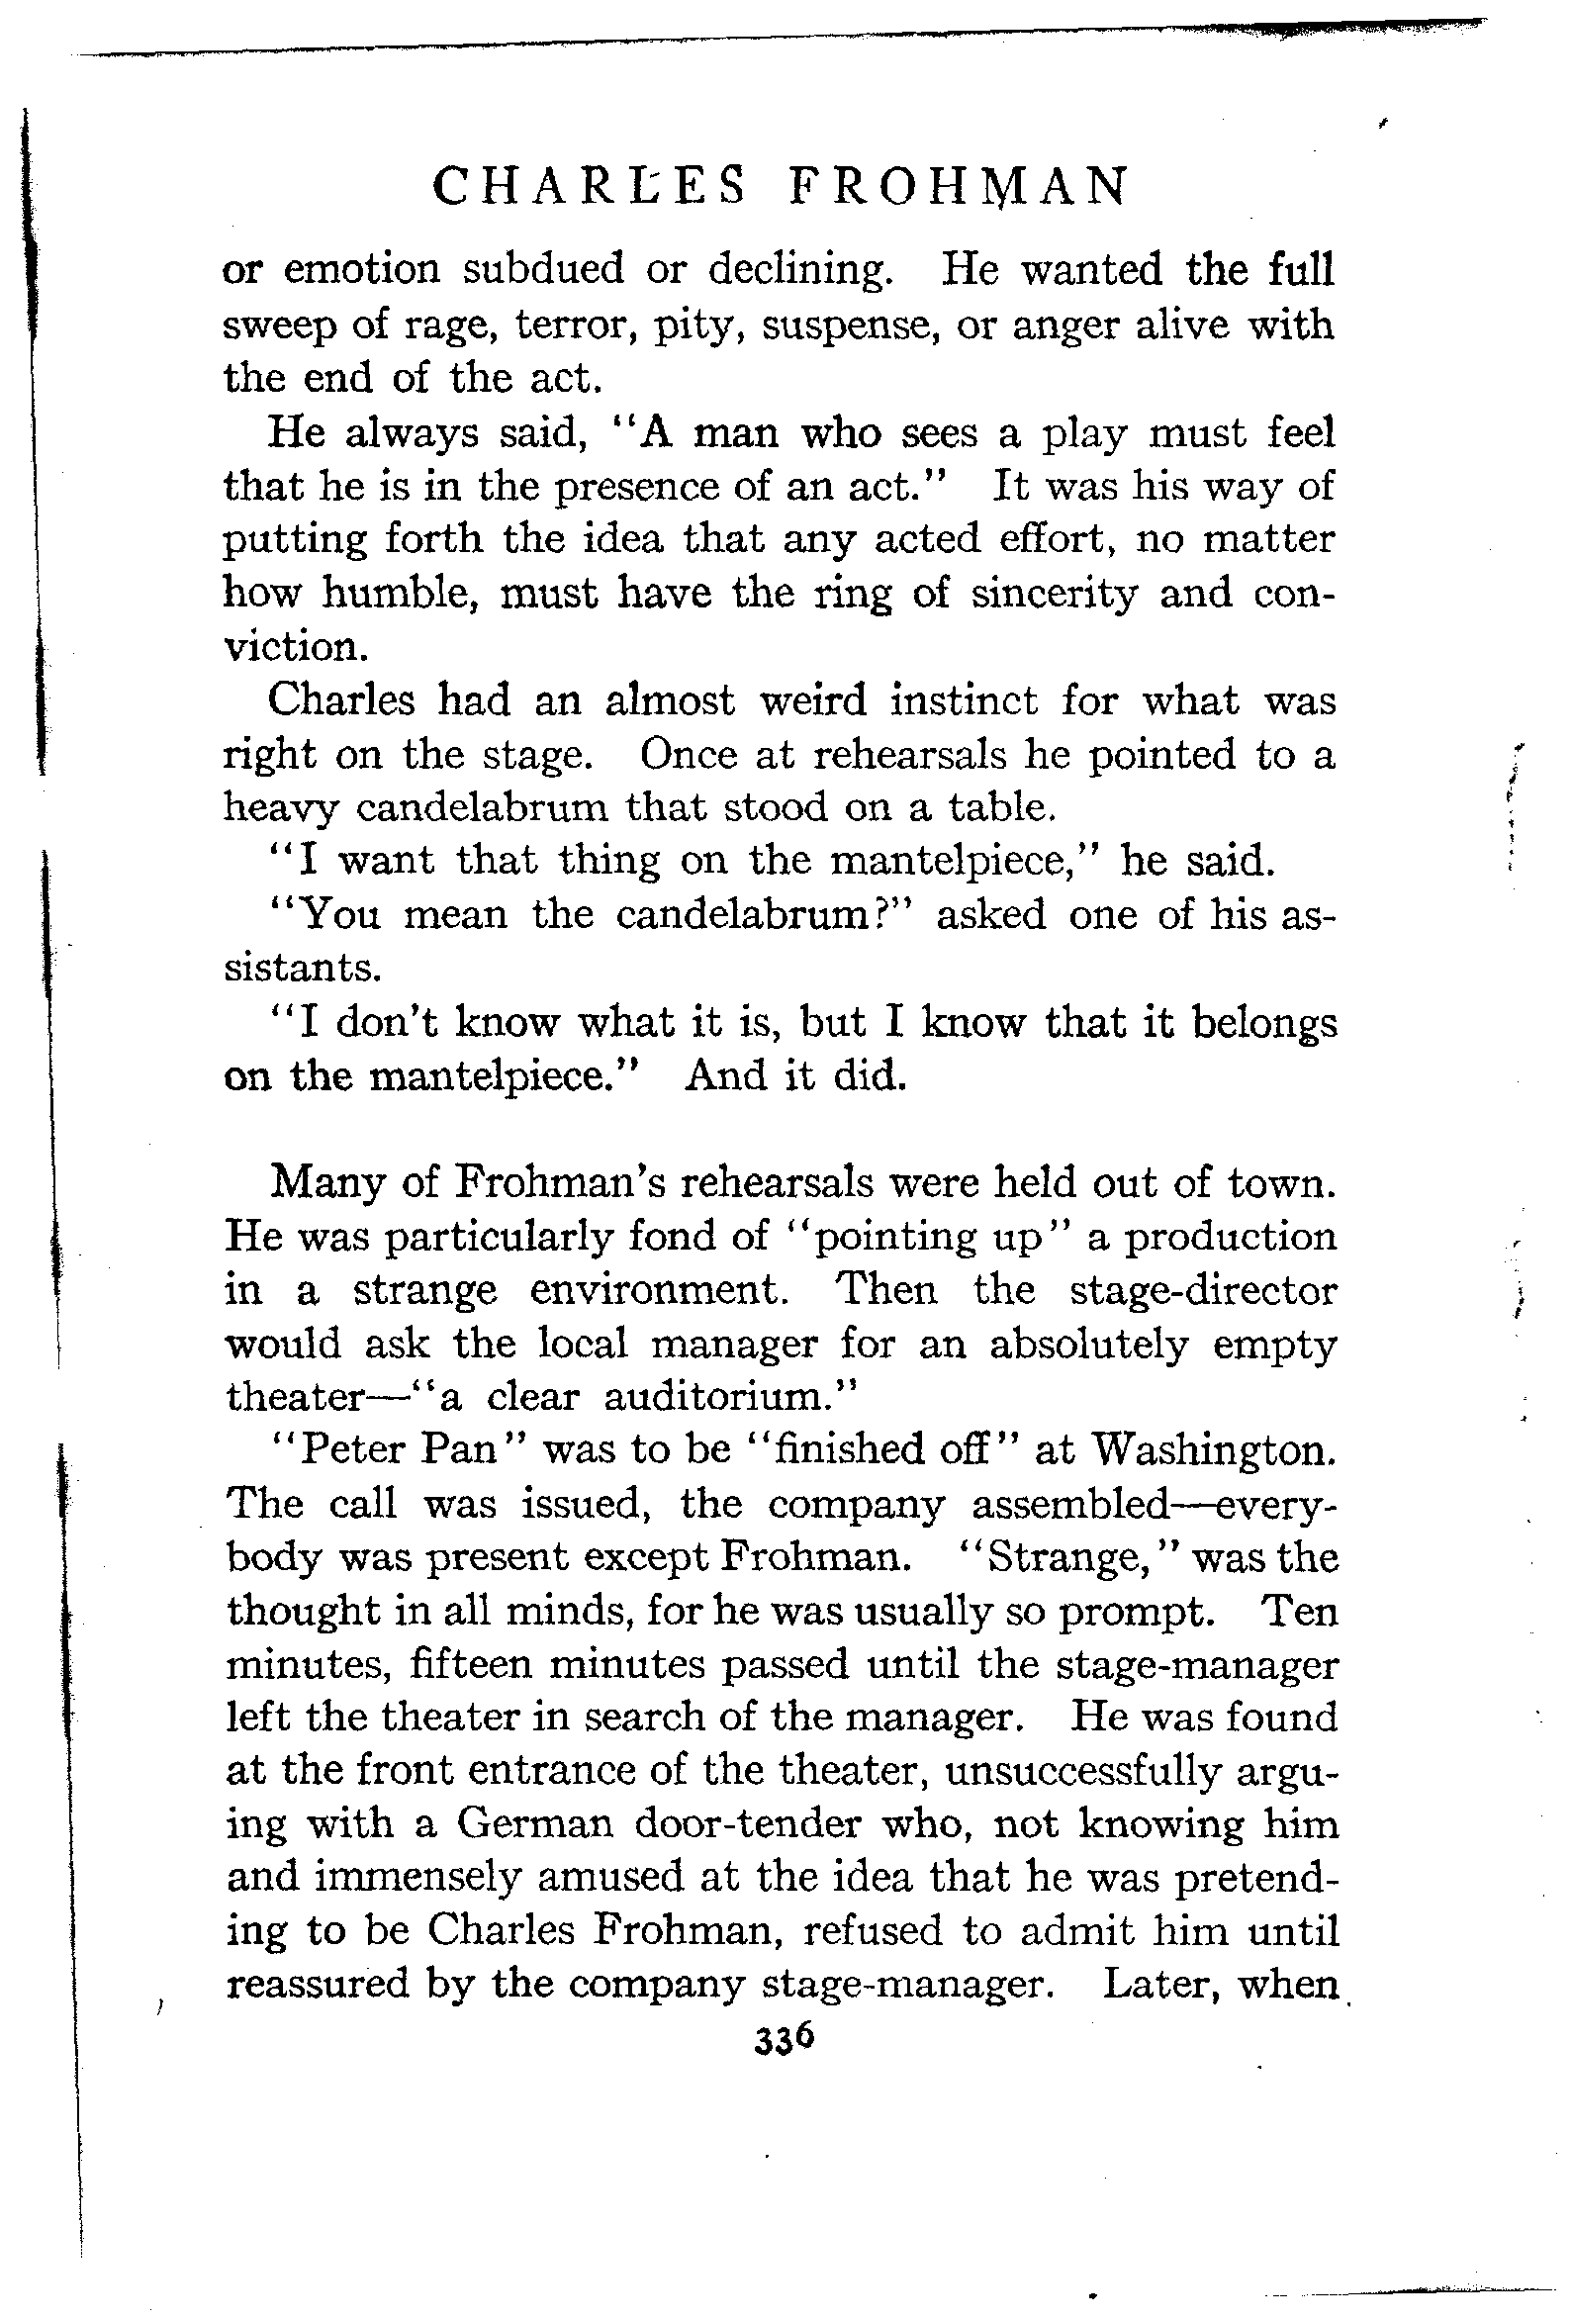 CHARLES FROHMAN
or emotion subdued or declining. He wanted the full
sweep of rage, terror, pity, suspense, or anger alive with
the end of the act.
He always said, "A man who sees a play must feel
that he is in the presence of an act." It was his way of
putting forth the idea that any acted effort, no matter
how humble, must have the ring of sincerity and con-
viction.
Charles had an almost weird instinct for what was
right on the stage. Once at rehearsals he pointed to a
heavy candelabrum that stood on a table.
"I want that thing on the mantelpiece," he said.
"You mean the candelabrum?" asked one of his as-
sistants.
"I don't know what it is, but I know that it belongs
on the mantelpiece." And it did.
Many of Frohman's rehearsals were held out of town.
He was particularly fond of "pointing up" a production
in a strange environment. Then the stage-director
would ask the local manager for an absolutely empty
theater—"a clear auditorium."
"Peter Pan" was to be "finished off" at Washington.
The call was issued, the company assembled—every-
body was present except Frohman. "Strange," was the
thought in all minds, for he was usually so prompt. Ten
minutes, fifteen minutes passed until the stage-manager
left the theater in search of the manager. He was found
at the front entrance of the theater, unsuccessfully argu-
ing with a German door-tender who, not knowing him
and immensely amused at the idea that he was pretend-
ing to be Charles Frohman, refused to admit him until
reassured by the company stage-manager. Later, when
336